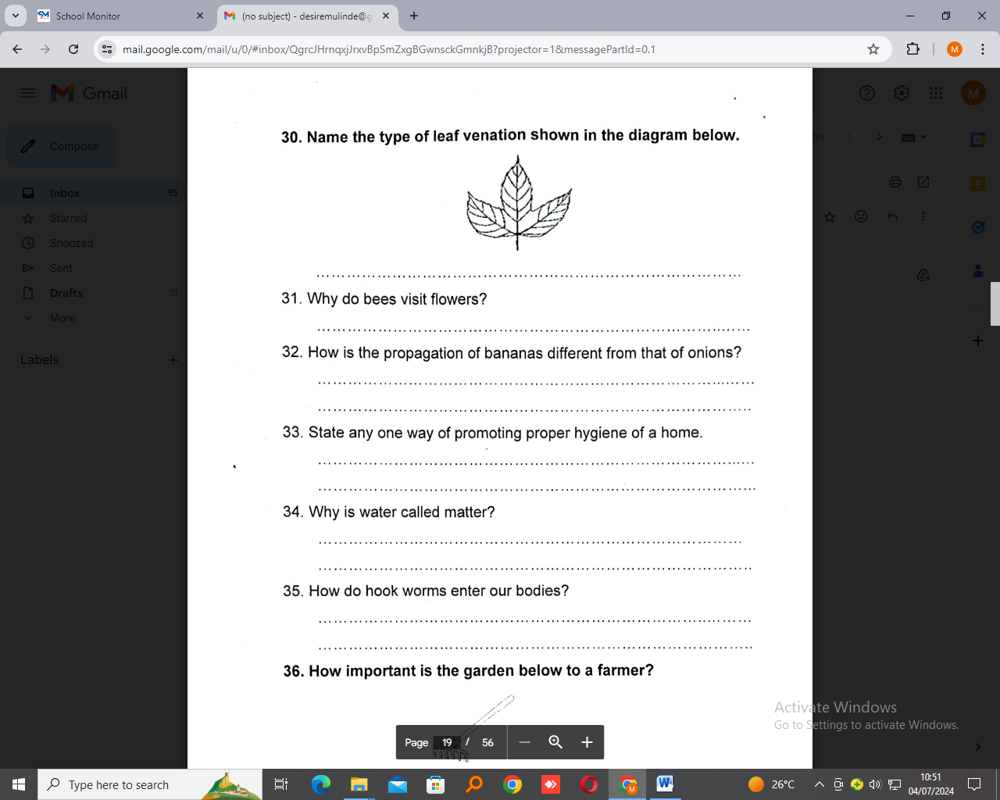 School Monitor
(no subject) - desiremulinde@g
mail.google.com/mail/u/0/#inbox/QgrcJHrnqxjJrxvBpSmZxgBGwnsckGmnkjB?projector=1&messagePartId=0.1
M
Gmail
M
Compose
299
31
Inbox 95
Starred
Snoozed
Sent
Drafts 13
More
Labels
30. Name the type of leaf venation shown in the diagram below.
31. Why do bees visit flowers?
32. How is the propagation of bananas different from that of onions?
33. State any one way of promoting proper hygiene of a home.
34. Why is water called matter?
35. How do hook worms enter our bodies?
36. How important is the garden below to a farmer?
Page 19 / 56
Activate Windows
Go to Settings to activate Windows.
Type here to search
26°C
10:51
04/07/2024